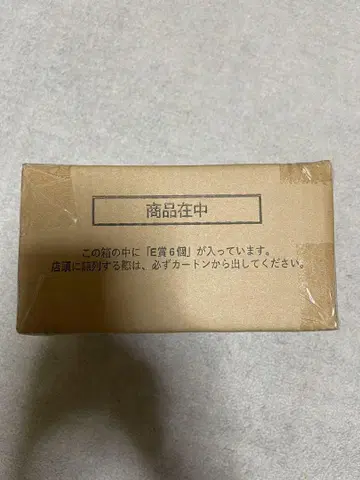 商品在中
この箱の中に「E賞6個」が入っています。
店頭に陳列する際は、必ずカートンから出してください。